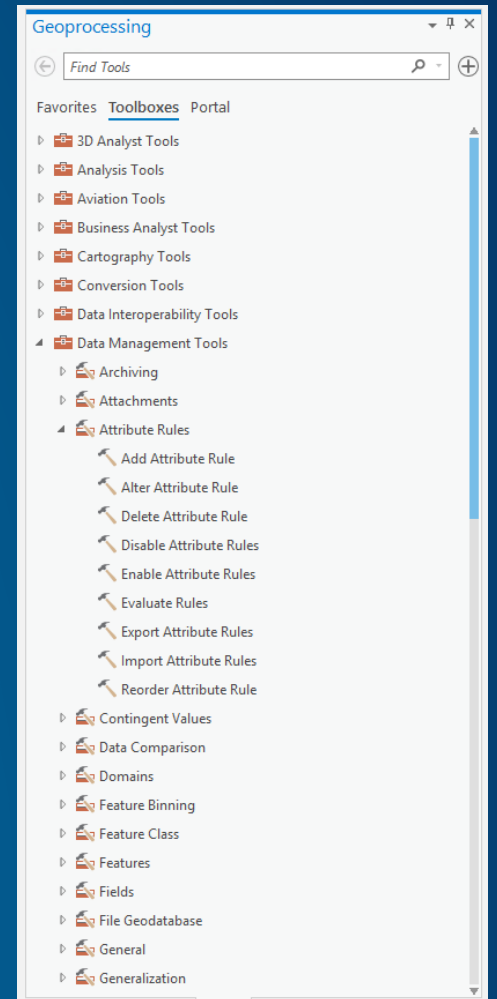 Geoprocessing
Find Tools
Favorites Toolboxes Portal
3D Analyst Tools
Analysis Tools
Aviation Tools
Business Analyst Tools
Cartography Tools
Conversion Tools
Data Interoperability Tools
Data Management Tools
Archiving
Attachments
Attribute Rules
Add Attribute Rule
Alter Attribute Rule
Delete Attribute Rule
Disable Attribute Rules
Enable Attribute Rules
Evaluate Rules
Export Attribute Rules
Import Attribute Rules
Reorder Attribute Rule
Contingent Values
Data Comparison
Domains
Feature Binning
Feature Class
Features
Fields
File Geodatabase
General
Generalization